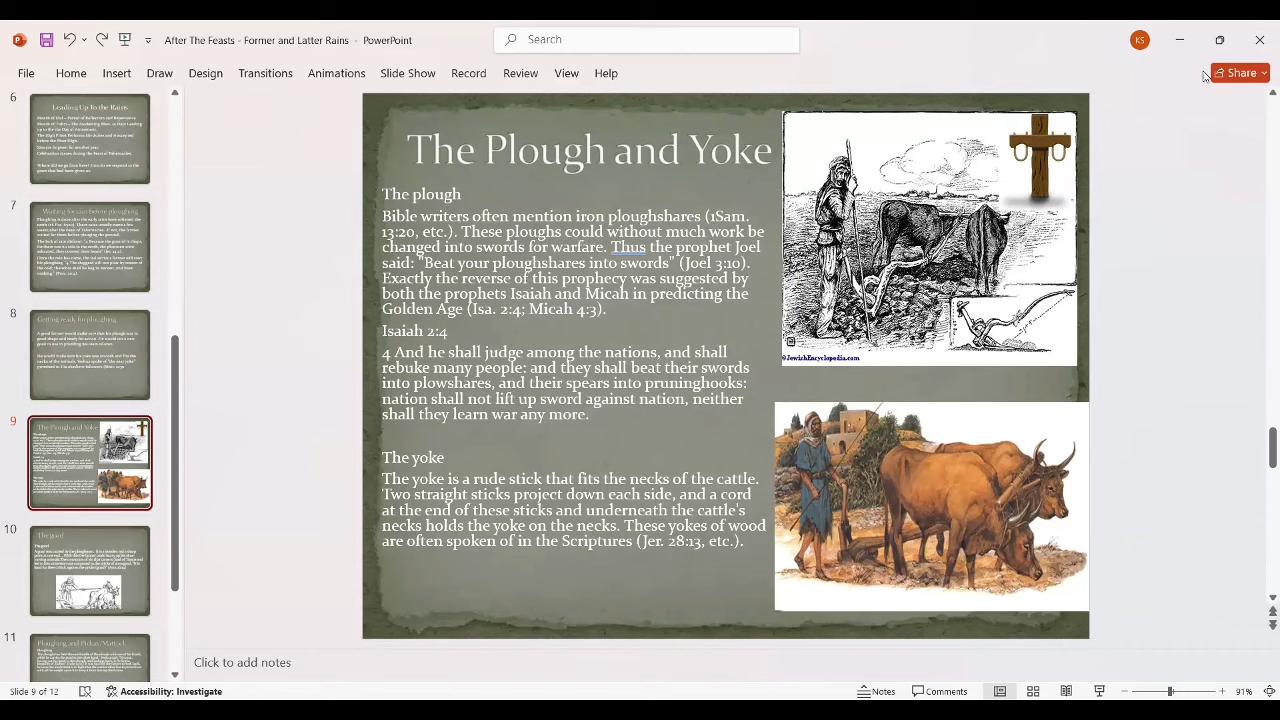 After The Feasts - Former and Latter Rains - PowerPoint
Search
KS
File Home Insert Draw Design Transitions Animations Slide Show Record Review View Help
Share
6
Leading Up To the Rains
7
Waiting for rain before ploughing
8
Getting ready for ploughing
9
The Plough and Yoke
10
The goad
11
Ploughing and Pickax/Mattock
The Plough and Yoke
The plough
Bible writers often mention iron ploughshares (1Sam.
13:20, etc.). These ploughs could without much work be
changed into swords for warfare. Thus the prophet joel
said: "Beat your ploughshares into swords" (Joel 3:10).
Exactly the reverse of this prophecy was suggested by
both the prophets Isaiah and Micah in predicting the
Golden Age (Isa. 2:4; Micah 4:3).
Isaiah 2:4
4 And he shall judge among the nations, and shall
rebuke many people: and they shall beat their swords
into plowshares, and their spears into pruninghooks:
nation shall not lift up sword against nation, neither
shall they learn war any more.
The yoke
The yoke is a rude stick that fits the necks of the cattle.
Two straight sticks project down each side, and a cord
at the end of these sticks and underneath the cattle's
necks holds the yoke on the necks. These yokes of wood
are often spoken of in the Scriptures (Jer. 28:13, etc.).
©JewishEncyclopedia.com
Click to add notes
Slide 9 of 12
Accessibility: Investigate
Notes
Comments
91%